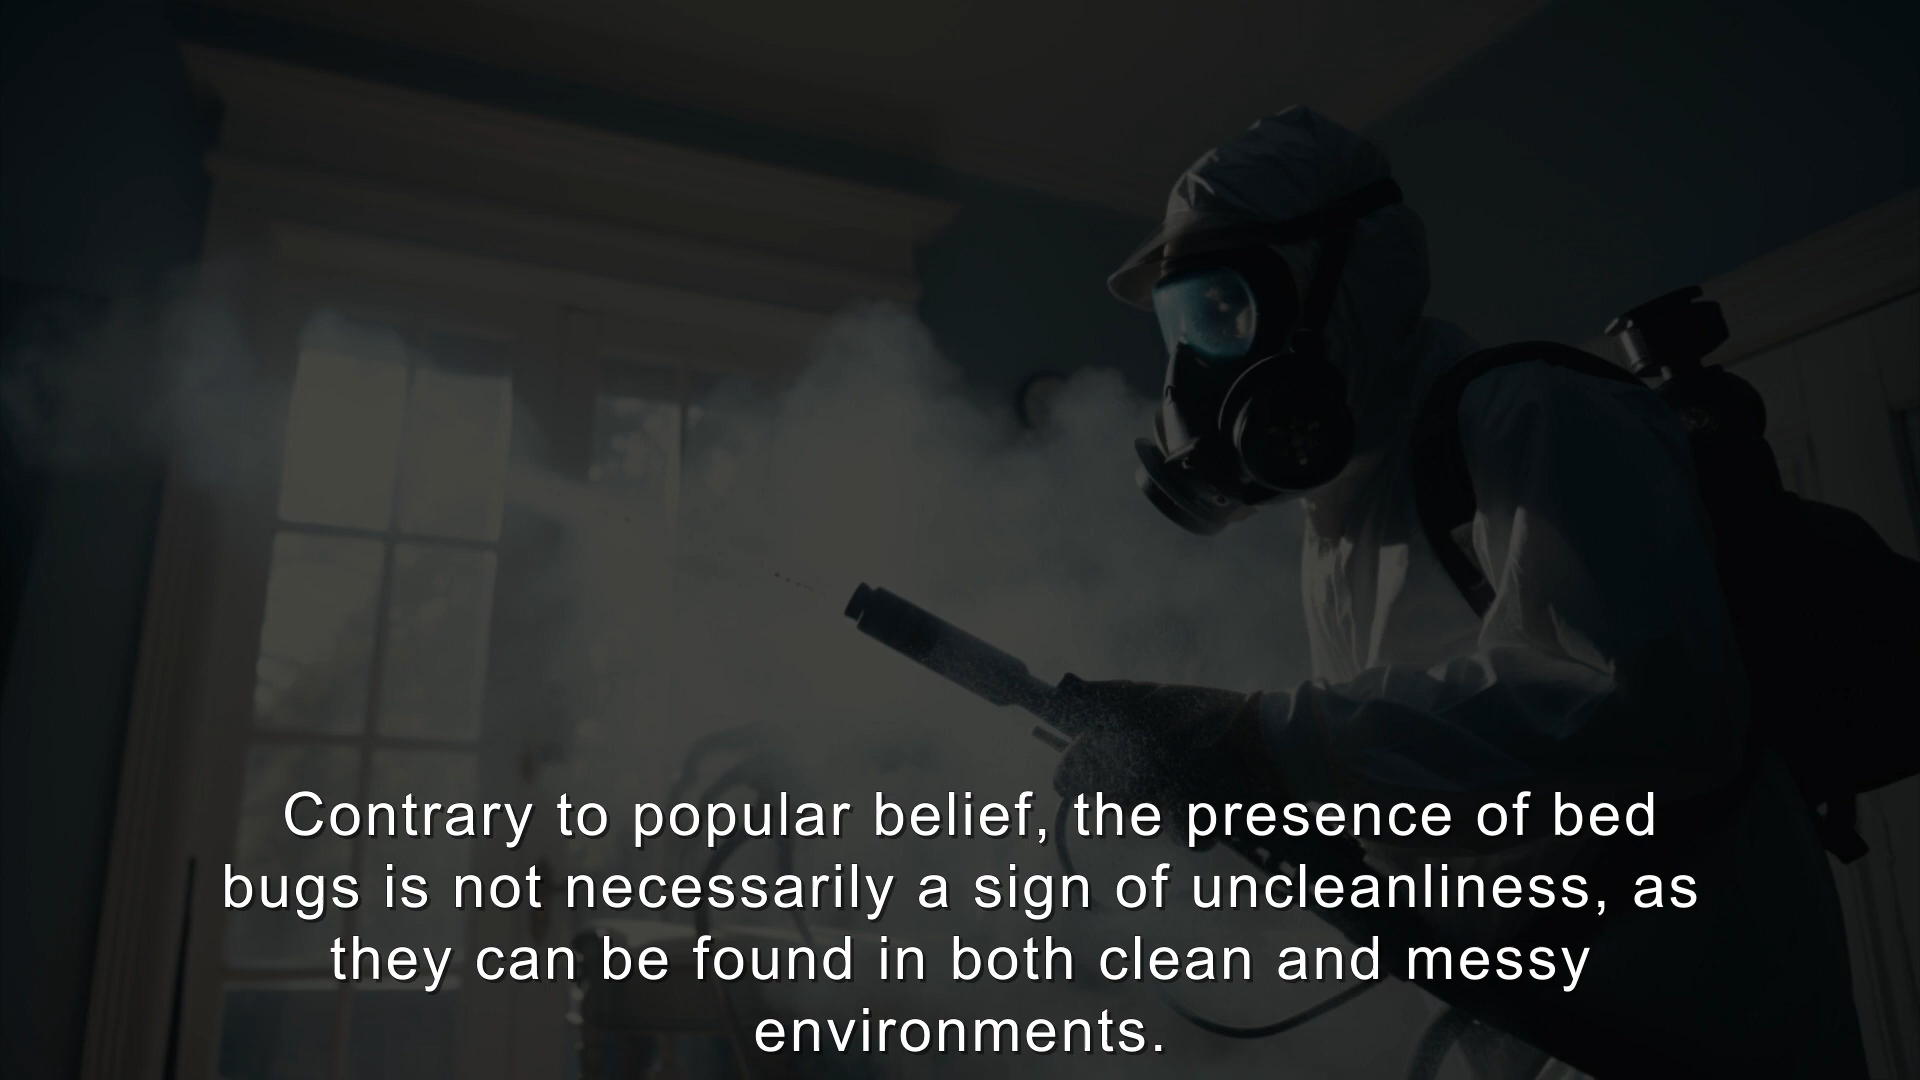 Contrary to popular belief, the presence of bed
bugs is not necessarily a sign of uncleanliness, as
they can be found in both clean and messy
environments.